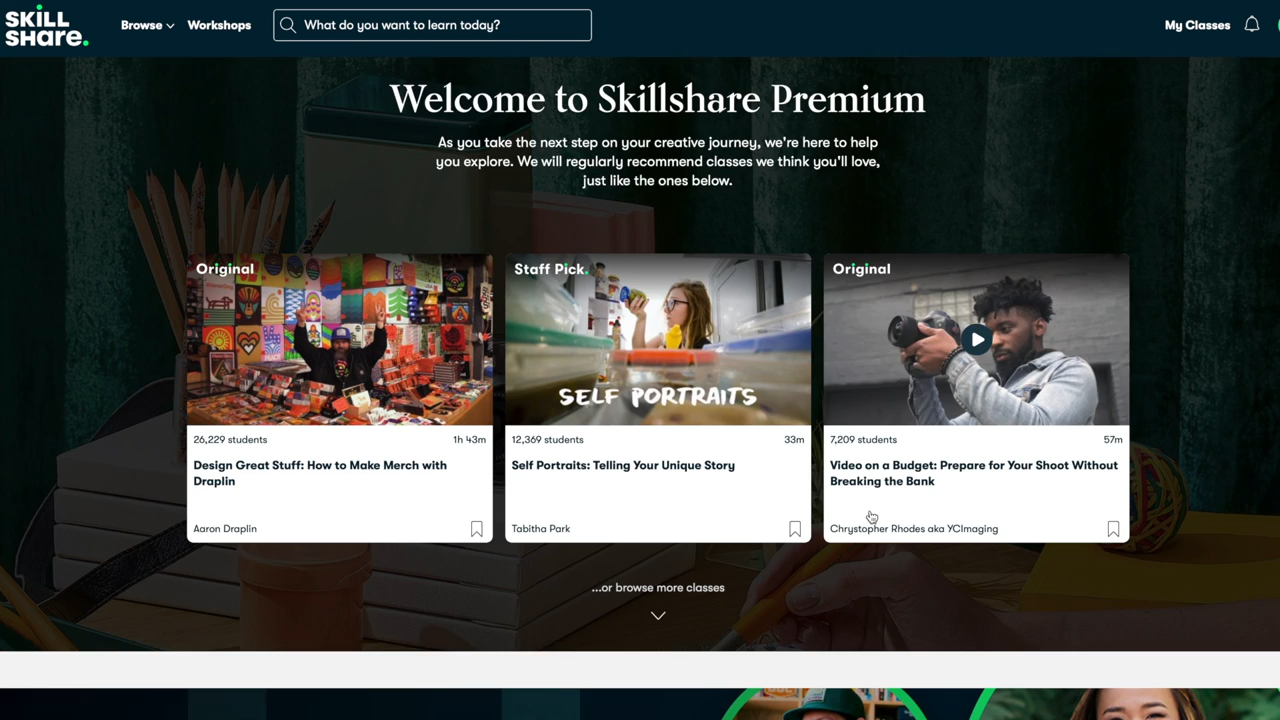 SKILL
SHare.
Browse
Workshops
What do you want to learn today?
My Classes
Welcome to Skillshare Premium
As you take the next step on your creative journey, we're here to help
you explore. We will regularly recommend classes we think you'll love,
just like the ones below.
Original
26,229 students
1h 43m
Design Great Stuff: How to Make Merch with
Draplin
Aaron Draplin
Staff Pick.
SELF PORTRAITS
12,369 students
33m
Self Portraits: Telling Your Unique Story
Tabitha Park
Original
7,209 students
57m
Video on a Budget: Prepare for Your Shoot Without
Breaking the Bank
Chrystopher Rhodes aka YCImaging
...or browse more classes